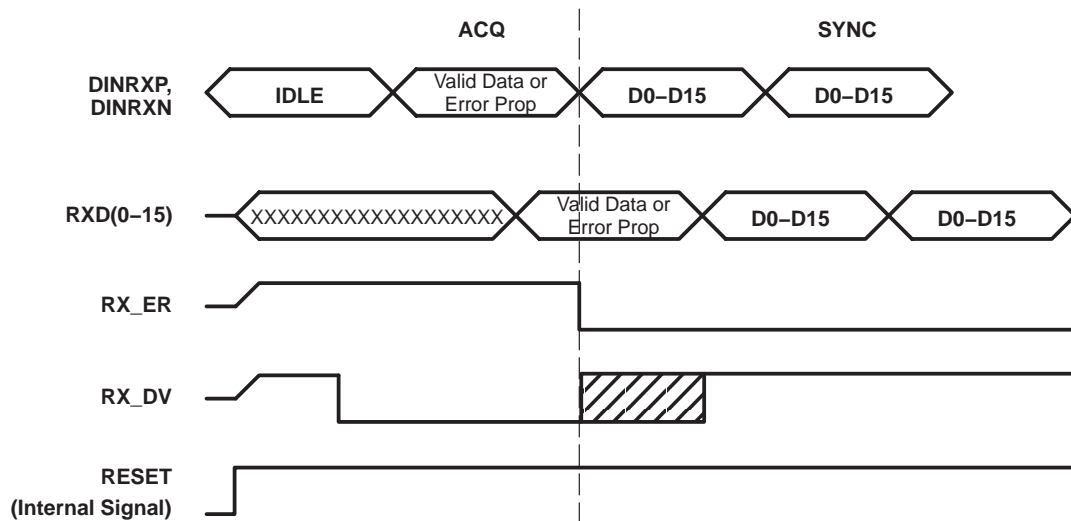 ACQ
SYNC
DINRXP,
DINRXN
IDLE
Valid Data or
Error Prop
D0–D15
D0–D15
RXD(0–15)
XXXXXXXXXXXXXXXXXXX
Valid Data or
Error Prop
D0–D15
D0–D15
RX_ER
RX_DV
RESET
(Internal Signal)